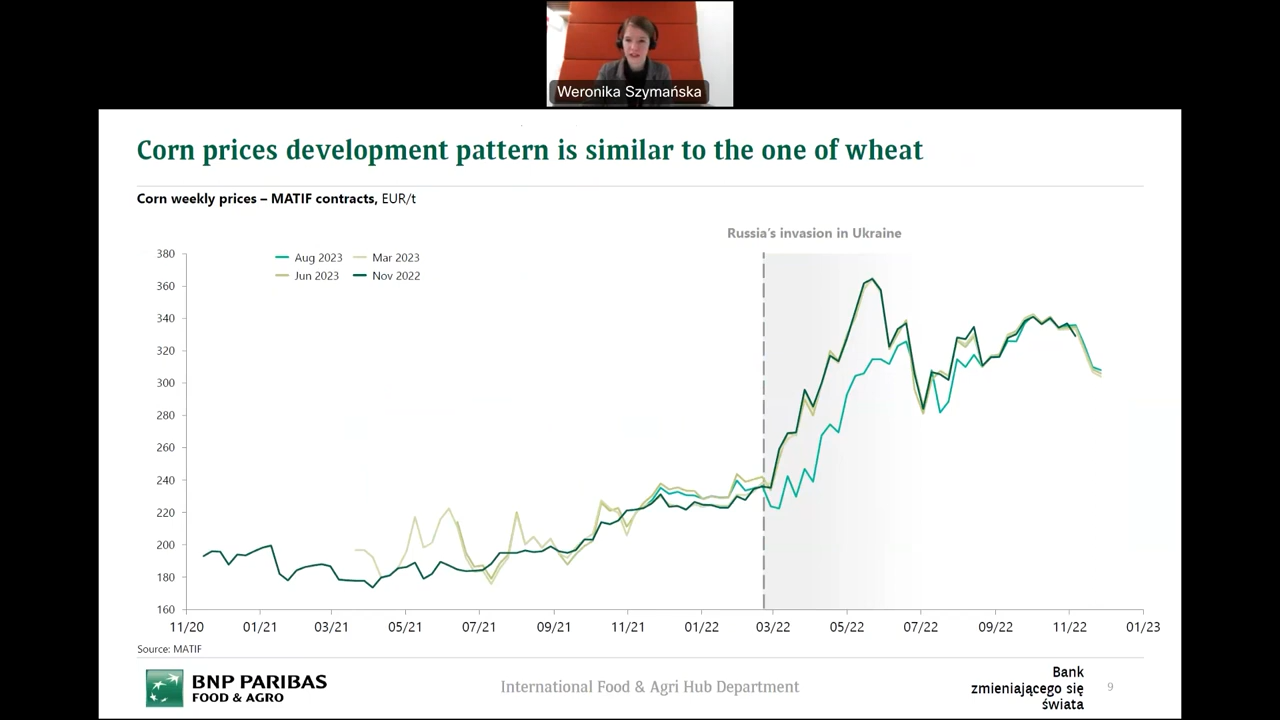 Weronika Szymańska
Corn prices development pattern is similar to the one of wheat
Corn weekly prices – MATIF contracts, EUR/t
Russia's invasion in Ukraine
Aug 2023 Mar 2023
Jun 2023 Nov 2022
380
360
340
320
300
280
260
240
220
200
180
160
11/20 01/21 03/21 05/21 07/21 09/21 11/21 01/22 03/22 05/22 07/22 09/22 11/22 01/23
Source: MATIF
BNP PARIBAS
FOOD & AGRO
International Food & Agri Hub Department
Bank
zmieniającego się
świata
9